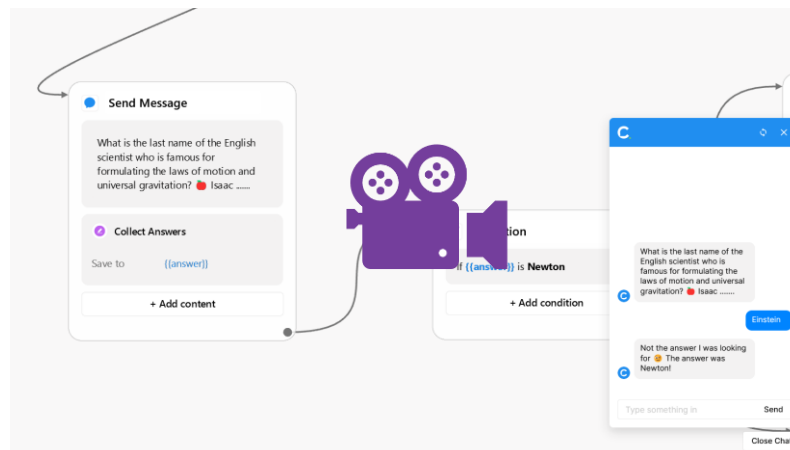 Send Message
What is the last name of the English
scientist who is famous for
formulating the laws of motion and
universal gravitation? 🍎 Isaac ......
Collect Answers
Save to {{answer}}
+ Add content
If {{answer}} is Newton
+ Add condition
C
What is the last name of the
English scientist who is
famous for formulating the
laws of motion and universal
gravitation? 🍎 Isaac .......
C
Einstein
Not the answer I was looking
for 😢 The answer was
Newton!
C
Type something in Send
Close Chat